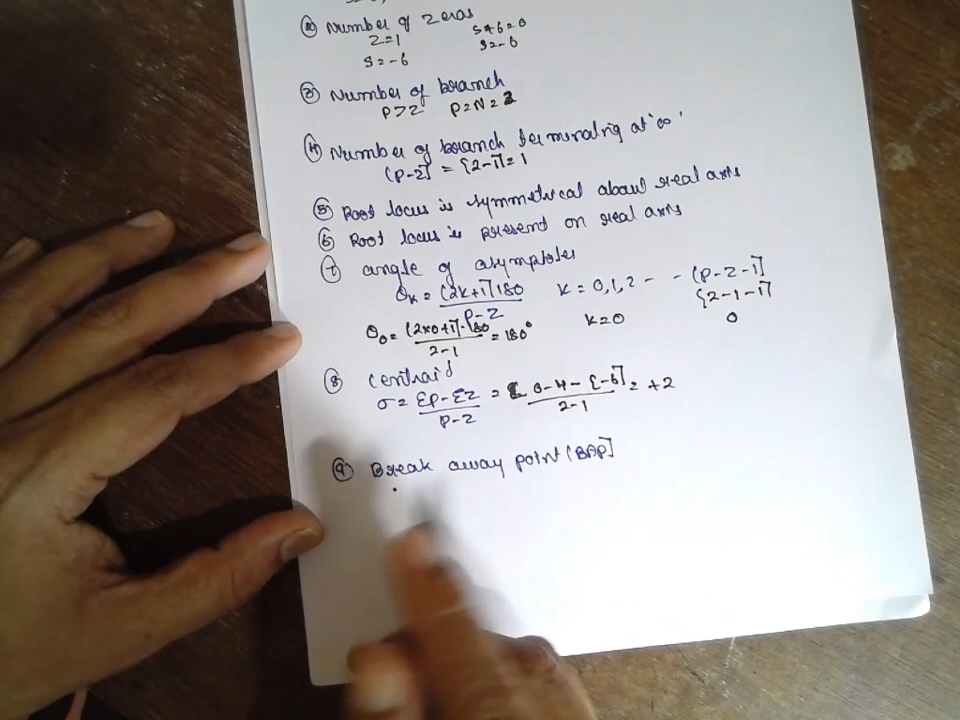 ② Number of zeros
z=1 s+6=0
s=-6 s=-6
③ Number of branch
P>Z P=N=2
④ Number of branch terminating at '∞'
(P-Z] = {2-1]=1
⑤ Root locus is symmetrical about real axis
⑥ Root locus is present on real axis
⑦ angle of asymptotes
θk = (2k+1]180 / P-Z k=0,1,2 - - (P-Z-1]
θ0 = (2x0+1]·180 / 2-1 = 180° k=0 {2-1-1]
0
⑧ Centroid
σ = Σp-Σz / P-Z = 0-4-{-6] / 2-1 = +2
⑨ Break away point [BAP]